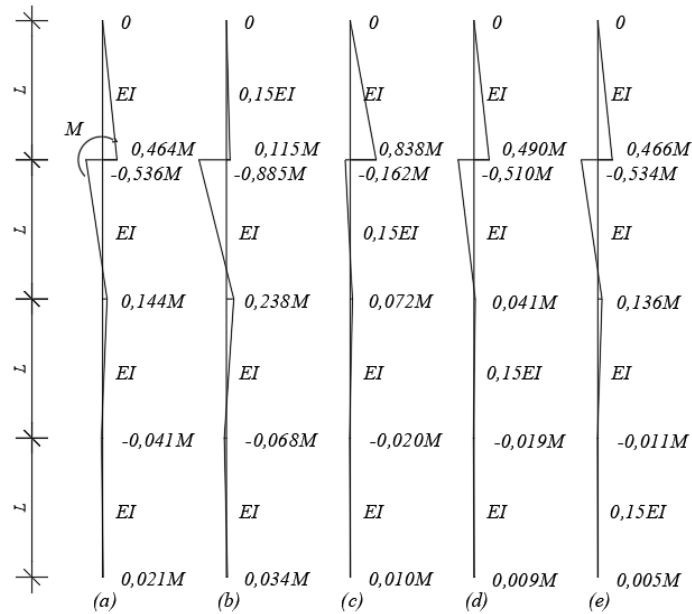 0 0 0 0 0
L EI 0,15EI EI EI EI
M
0,464M 0,115M 0,838M 0,490M 0,466M
-0,536M -0,885M -0,162M -0,510M -0,534M
L EI EI 0,15EI EI EI
0,144M 0,238M 0,072M 0,041M 0,136M
L EI EI EI 0,15EI EI
-0,041M -0,068M -0,020M -0,019M -0,011M
L EI EI EI EI 0,15EI
0,021M 0,034M 0,010M 0,009M 0,005M
(a) (b) (c) (d) (e)